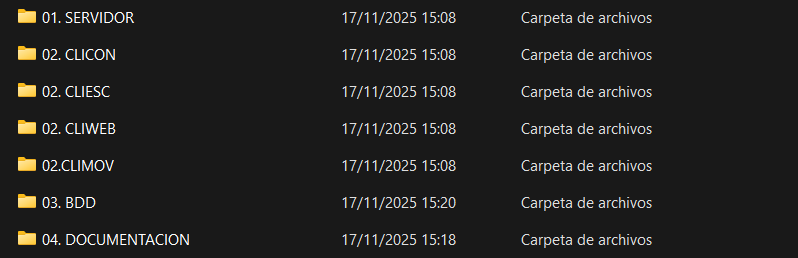 01. SERVIDOR 17/11/2025 15:08 Carpeta de archivos
02. CLICON 17/11/2025 15:08 Carpeta de archivos
02. CLIESC 17/11/2025 15:08 Carpeta de archivos
02. CLIWEB 17/11/2025 15:08 Carpeta de archivos
02.CLIMOV 17/11/2025 15:08 Carpeta de archivos
03. BDD 17/11/2025 15:20 Carpeta de archivos
04. DOCUMENTACION 17/11/2025 15:18 Carpeta de archivos